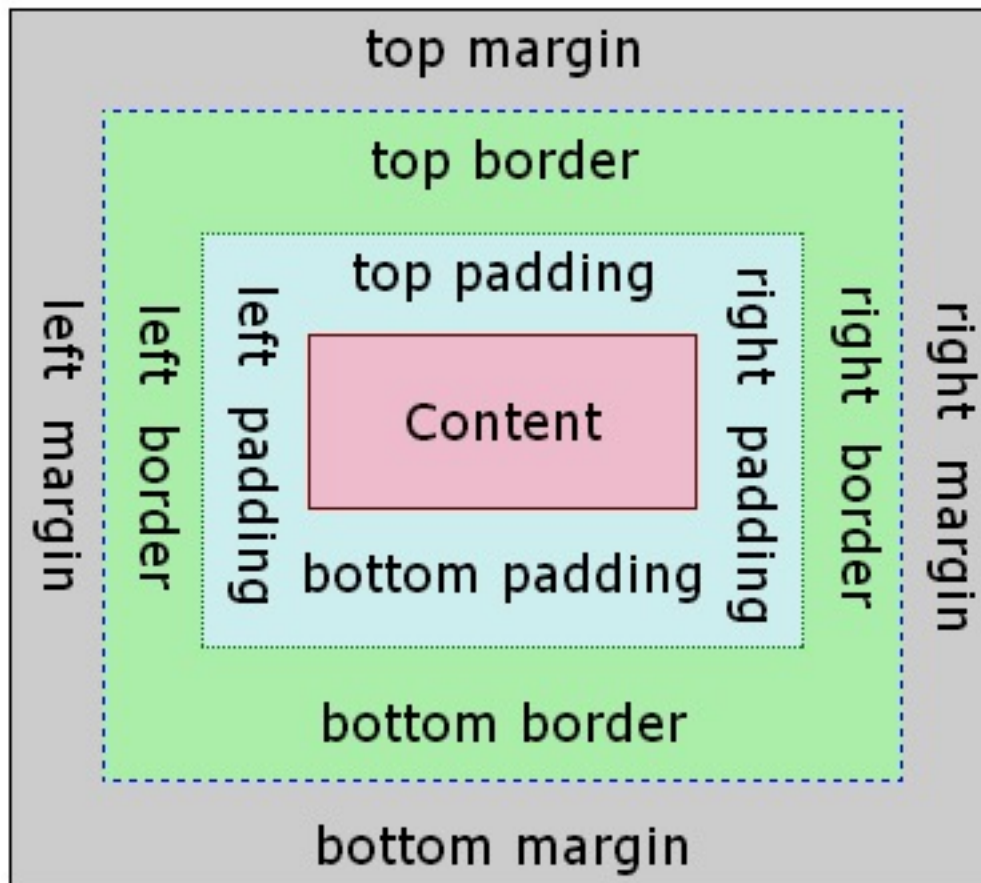 top margin
top border
top padding
left margin
left border
left padding
Content
right padding
right border
right margin
bottom padding
bottom border
bottom margin